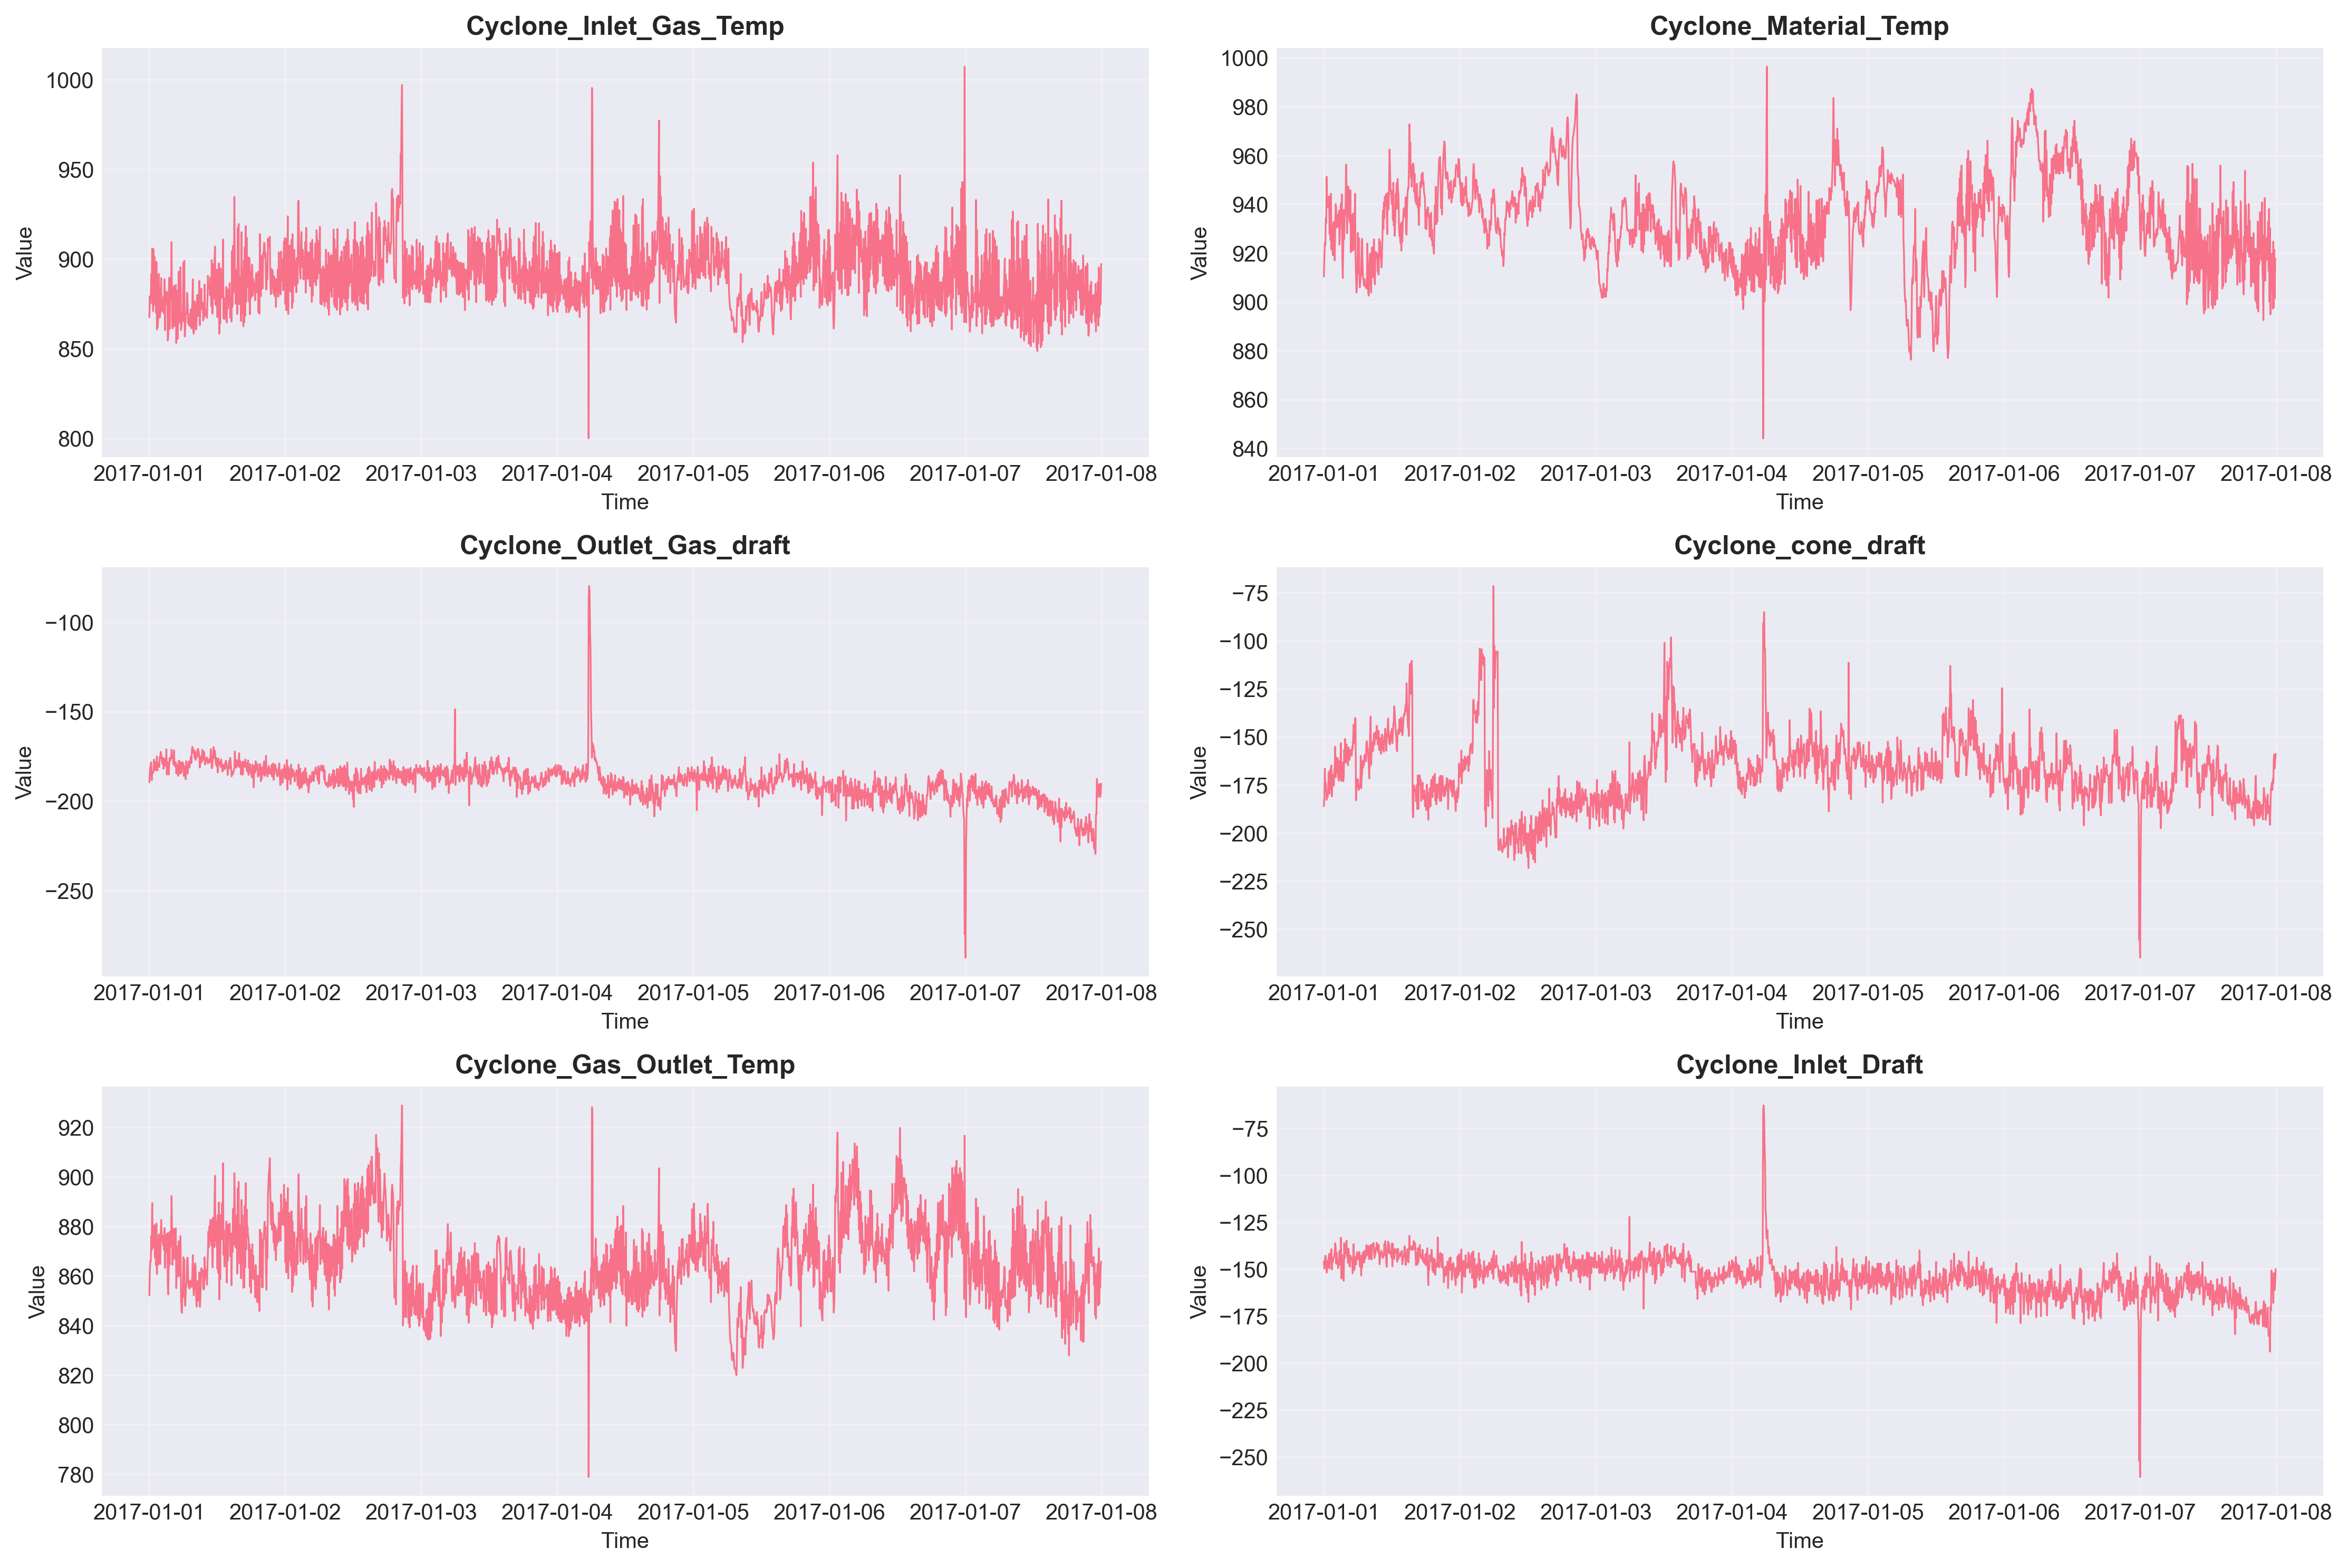 Cyclone_Inlet_Gas_Temp
1000
950
900
850
800
Value
2017-01-01 2017-01-02 2017-01-03 2017-01-04 2017-01-05 2017-01-06 2017-01-07 2017-01-08
Time
Cyclone_Material_Temp
1000
980
960
940
920
900
880
860
840
Value
2017-01-01 2017-01-02 2017-01-03 2017-01-04 2017-01-05 2017-01-06 2017-01-07 2017-01-08
Time
Cyclone_Outlet_Gas_draft
−100
−150
−200
−250
Value
2017-01-01 2017-01-02 2017-01-03 2017-01-04 2017-01-05 2017-01-06 2017-01-07 2017-01-08
Time
Cyclone_cone_draft
−75
−100
−125
−150
−175
−200
−225
−250
Value
2017-01-01 2017-01-02 2017-01-03 2017-01-04 2017-01-05 2017-01-06 2017-01-07 2017-01-08
Time
Cyclone_Gas_Outlet_Temp
920
900
880
860
840
820
800
780
Value
2017-01-01 2017-01-02 2017-01-03 2017-01-04 2017-01-05 2017-01-06 2017-01-07 2017-01-08
Time
Cyclone_Inlet_Draft
−75
−100
−125
−150
−175
−200
−225
−250
Value
2017-01-01 2017-01-02 2017-01-03 2017-01-04 2017-01-05 2017-01-06 2017-01-07 2017-01-08
Time